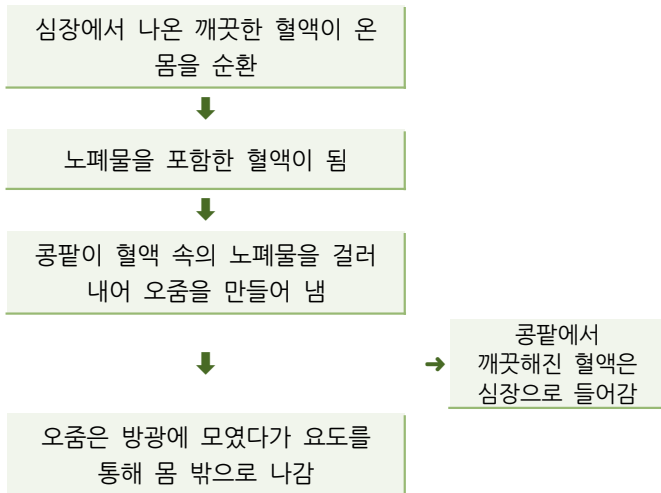 심장에서 나온 깨끗한 혈액이 온
몸을 순환
노폐물을 포함한 혈액이 됨
콩팥이 혈액 속의 노폐물을 걸러
내어 오줌을 만들어 냄
콩팥에서
깨끗해진 혈액은
심장으로 들어감
오줌은 방광에 모였다가 요도를
통해 몸 밖으로 나감